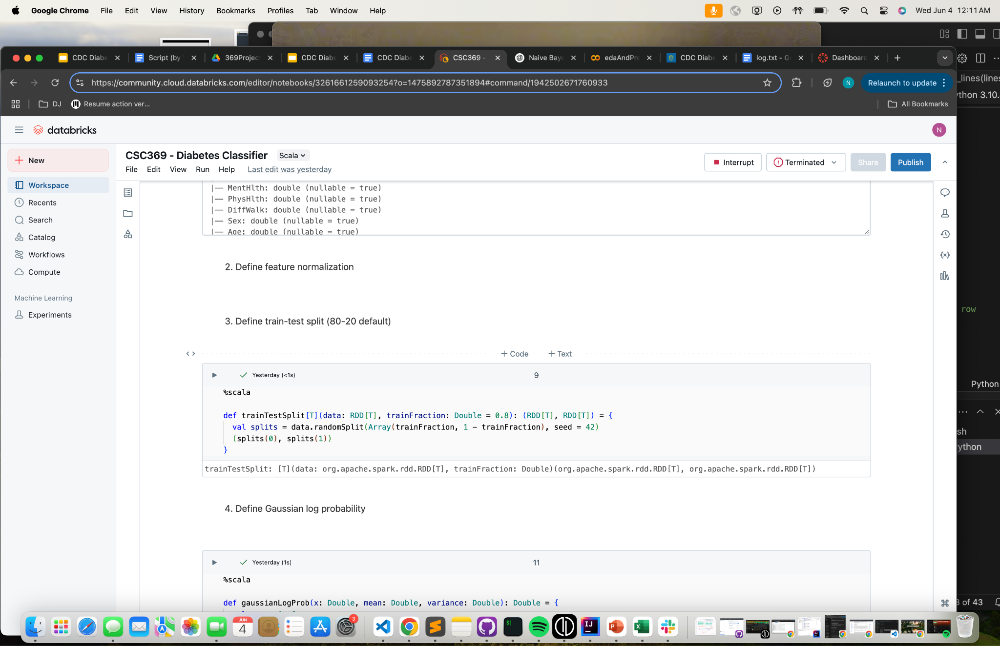 Google Chrome File Edit View History Bookmarks Profiles Tab Window Help
Wed Jun 4 12:11 AM
CDC Diabe
Script (by
369Projec
CDC Diabe
CDC Diabe
CSC369 -
Naive Baye
edaAndPr
CDC Diabe
log.txt - G
Dashboard
https://community.cloud.databricks.com/editor/notebooks/3261661259093254?o=1475892787351894#command/1942502671760933
N
Relaunch to update
DJ
Resume action ver...
All Bookmarks
_lines(lines
thon 3.10.
databricks
N
New
Workspace
Recents
Search
Catalog
Workflows
Compute
Machine Learning
Experiments
CSC369 - Diabetes Classifier
Scala
File Edit View Run Help Last edit was yesterday
Interrupt
Terminated
Share
Publish
|-- MentHlth: double (nullable = true)
|-- PhysHlth: double (nullable = true)
|-- DiffWalk: double (nullable = true)
|-- Sex: double (nullable = true)
|-- Age: double (nullable = true)
2. Define feature normalization
3. Define train-test split (80-20 default)
+ Code + Text
Yesterday (<1s)
9
%scala
def trainTestSplit[T](data: RDD[T], trainFraction: Double = 0.8): (RDD[T], RDD[T]) = {
val splits = data.randomSplit(Array(trainFraction, 1 - trainFraction), seed = 42)
(splits(0), splits(1))
}
trainTestSplit: [T](data: org.apache.spark.rdd.RDD[T], trainFraction: Double)(org.apache.spark.rdd.RDD[T], org.apache.spark.rdd.RDD[T])
4. Define Gaussian log probability
Yesterday (1s)
11
%scala
def gaussianLogProb(x: Double, mean: Double, variance: Double): Double = {
row
Python
sh
ython
3 of 43
JUN
4
3
$|
IJ
P
X